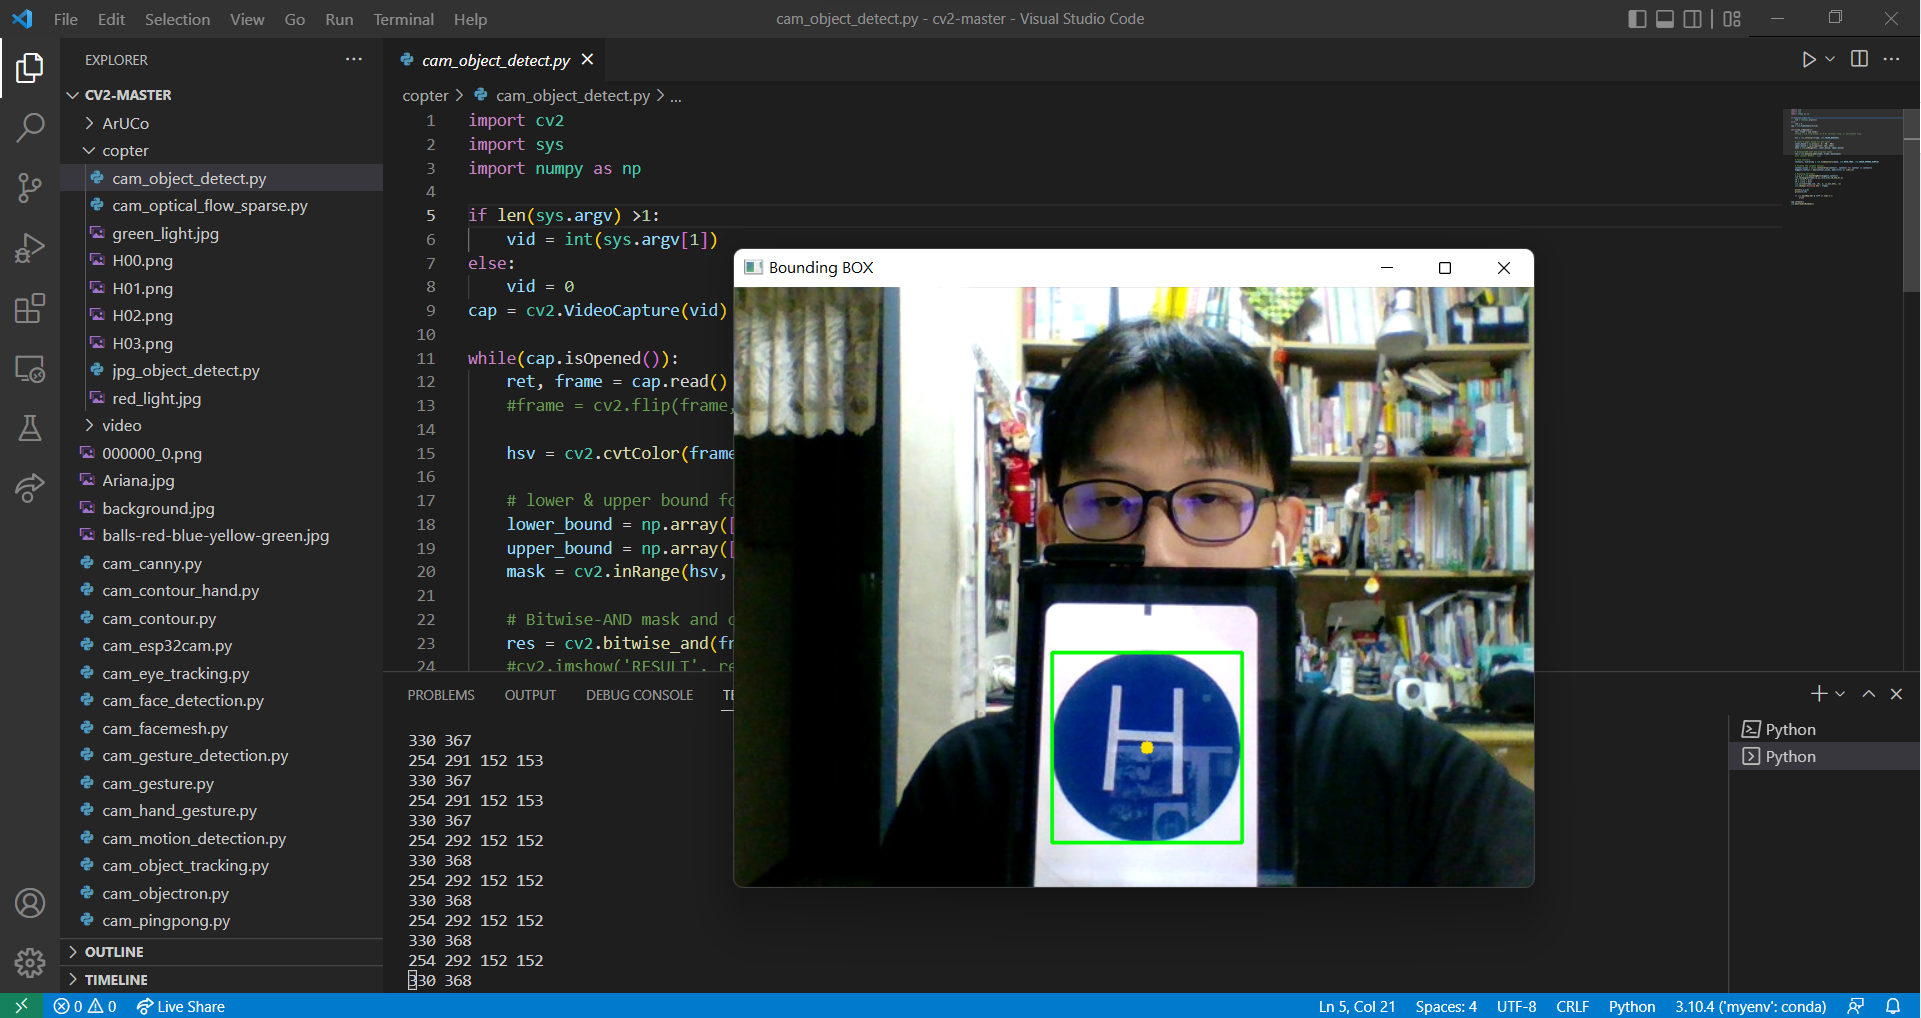 File Edit Selection View Go Run Terminal Help
cam_object_detect.py - cv2-master - Visual Studio Code
EXPLORER
CV2-MASTER
ArUCo
copter
cam_object_detect.py
cam_optical_flow_sparse.py
green_light.jpg
H00.png
H01.png
H02.png
H03.png
jpg_object_detect.py
red_light.jpg
video
000000_0.png
Ariana.jpg
background.jpg
balls-red-blue-yellow-green.jpg
cam_canny.py
cam_contour_hand.py
cam_contour.py
cam_esp32cam.py
cam_eye_tracking.py
cam_face_detection.py
cam_facemesh.py
cam_gesture_detection.py
cam_gesture.py
cam_hand_gesture.py
cam_motion_detection.py
cam_object_tracking.py
cam_objectron.py
cam_pingpong.py
OUTLINE
TIMELINE
cam_object_detect.py
copter > cam_object_detect.py > ...
1 import cv2
2 import sys
3 import numpy as np
4
5 if len(sys.argv) >1:
6 vid = int(sys.argv[1])
7 else:
8 vid = 0
9 cap = cv2.VideoCapture(vid)
10
11 while(cap.isOpened()):
12 ret, frame = cap.read()
13 #frame = cv2.flip(frame,
14
15 hsv = cv2.cvtColor(frame
16
17 # lower & upper bound fo
18 lower_bound = np.array([
19 upper_bound = np.array([
20 mask = cv2.inRange(hsv,
21
22 # Bitwise-AND mask and o
23 res = cv2.bitwise_and(fr
24 #cv2.imshow('RESULT', re
Bounding BOX
H
PROBLEMS OUTPUT DEBUG CONSOLE TE
330 367
254 291 152 153
330 367
254 291 152 153
330 367
254 292 152 152
330 368
254 292 152 152
330 368
254 292 152 152
330 368
254 292 152 152
330 368
Python
Python
0 0 Live Share
Ln 5, Col 21 Spaces: 4 UTF-8 CRLF Python 3.10.4 ('myenv': conda)